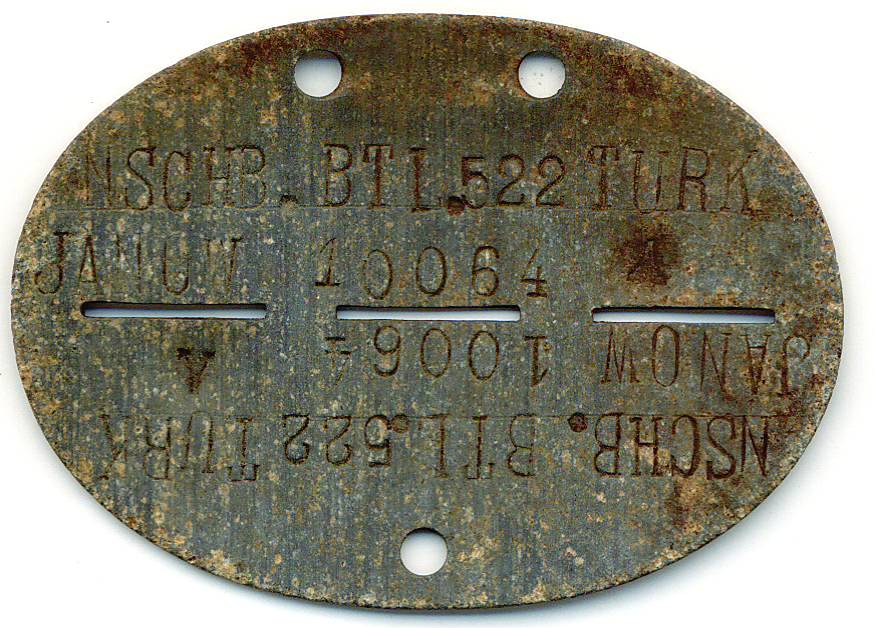 NSCHB. BTL.522 TURK
JANOW 10064 A
JANOW 10064 A
NSCHB. BTL.522 TURK